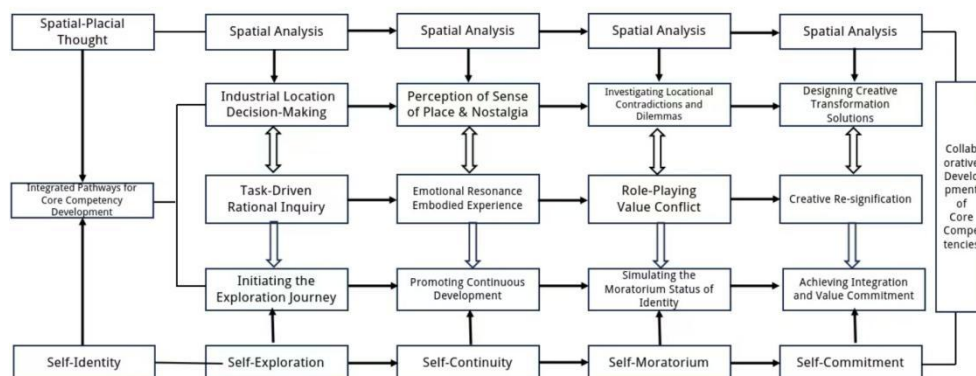 Spatial-Placial
Thought
Spatial Analysis
Spatial Analysis
Spatial Analysis
Spatial Analysis
Industrial Location
Decision-Making
Perception of Sense
of Place & Nostalgia
Investigating Locational
Contradictions and
Dilemmas
Designing Creative
Transformation
Solutions
Integrated Pathways for
Core Competency
Development
Task-Driven
Rational Inquiry
Emotional Resonance
Embodied Experience
Role-Playing
Value Conflict
Creative Re-signification
Collab
orative
Develo
pment
of
Core
Compe
tencies
Initiating the
Exploration Journey
Promoting Continuous
Development
Simulating the
Moratorium Status of
Identity
Achieving Integration
and Value Commitment
Self-Identity
Self-Exploration
Self-Continuity
Self-Moratorium
Self-Commitment